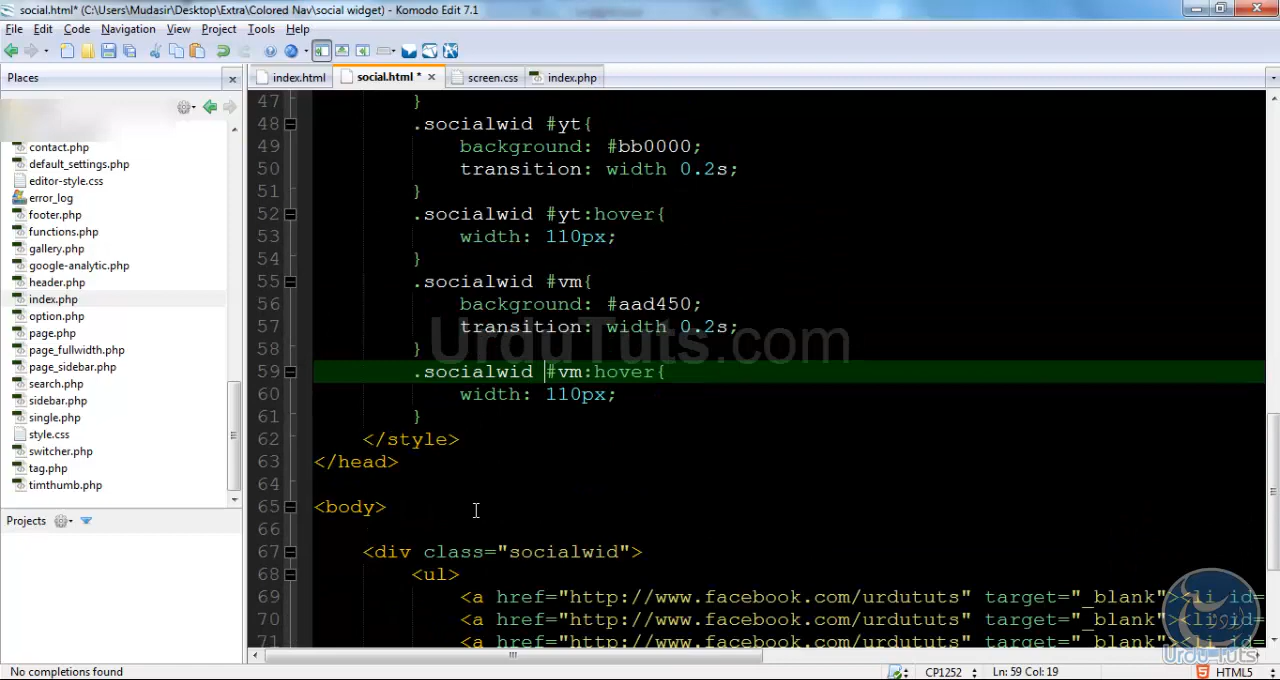 social.html* (C:\Users\Mudasir\Desktop\Extra\Colored Nav\social widget) - Komodo Edit 7.1
File Edit Code Navigation View Project Tools Help
Places
index.html social.html * screen.css index.php
contact.php
default_settings.php
editor-style.css
error_log
footer.php
functions.php
gallery.php
google-analytic.php
header.php
index.php
option.php
page.php
page_fullwidth.php
page_sidebar.php
search.php
sidebar.php
single.php
style.css
switcher.php
tag.php
timthumb.php
Projects
47 }
48 .socialwid #yt{
49 background: #bb0000;
50 transition: width 0.2s;
51 }
52 .socialwid #yt:hover{
53 width: 110px;
54 }
55 .socialwid #vm{
56 background: #aad450;
57 transition: width 0.2s;
58 }
59 .socialwid #vm:hover{
60 width: 110px;
61 }
62 </style>
63 </head>
64
65 <body>
66
67 <div class="socialwid">
68 <ul>
69 <a href="http://www.facebook.com/urdututs" target="_blank"><li id=
70 <a href="http://www.facebook.com/urdututs" target="_blank"><li id=
71 <a href="http://www.facebook.com/urdututs" target="_blank"><li id=
UrduTuts.com
Urdu Tuts
No completions found
CP1252 Ln: 59 Col: 19 HTML5